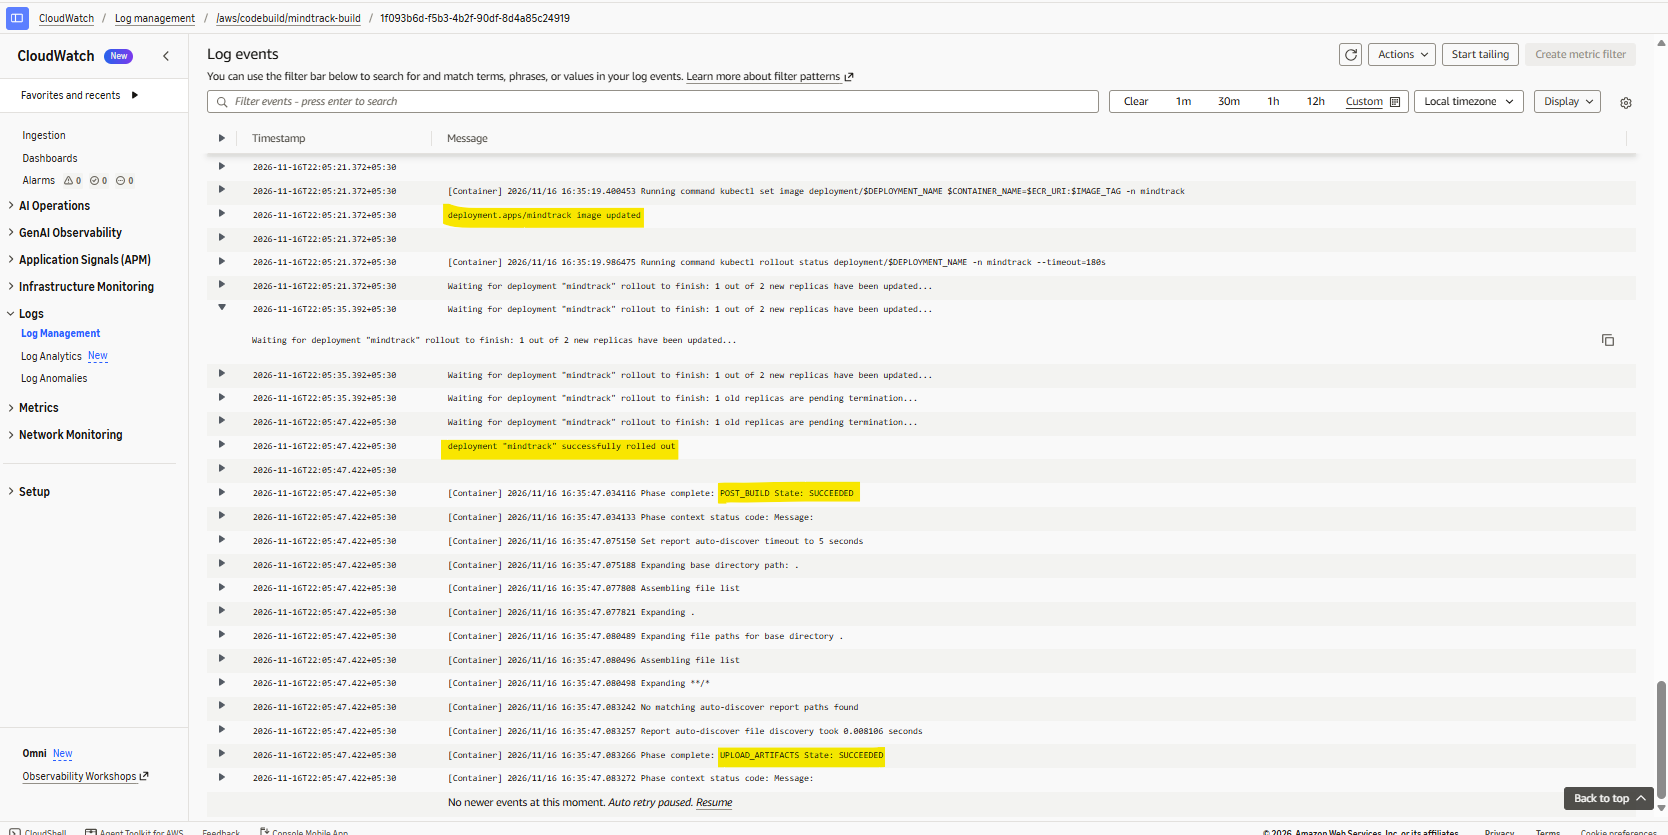 CloudWatch / Log management / /aws/codebuild/mindtrack-build / 1f093b6d-f5b3-4b2f-90df-8d4a85c24919
CloudWatch New
Favorites and recents
Ingestion
Dashboards
Alarms 0 0 0
AI Operations
GenAI Observability
Application Signals (APM)
Infrastructure Monitoring
Logs
Log Management
Log Analytics New
Log Anomalies
Metrics
Network Monitoring
Setup
Omni New
Observability Workshops
Log events
Actions
Start tailing
Create metric filter
You can use the filter bar below to search for and match terms, phrases, or values in your log events. Learn more about filter patterns
Filter events - press enter to search
Clear 1m 30m 1h 12h Custom
Local timezone
Display
Timestamp Message
2026-11-16T22:05:21.372+05:30
2026-11-16T22:05:21.372+05:30 [Container] 2026/11/16 16:35:19.400453 Running command kubectl set image deployment/$DEPLOYMENT_NAME $CONTAINER_NAME=$ECR_URI:$IMAGE_TAG -n mindtrack
2026-11-16T22:05:21.372+05:30 deployment.apps/mindtrack image updated
2026-11-16T22:05:21.372+05:30
2026-11-16T22:05:21.372+05:30 [Container] 2026/11/16 16:35:19.986475 Running command kubectl rollout status deployment/$DEPLOYMENT_NAME -n mindtrack --timeout=180s
2026-11-16T22:05:21.372+05:30 Waiting for deployment "mindtrack" rollout to finish: 1 out of 2 new replicas have been updated...
2026-11-16T22:05:35.392+05:30 Waiting for deployment "mindtrack" rollout to finish: 1 out of 2 new replicas have been updated...
Waiting for deployment "mindtrack" rollout to finish: 1 out of 2 new replicas have been updated...
2026-11-16T22:05:35.392+05:30 Waiting for deployment "mindtrack" rollout to finish: 1 out of 2 new replicas have been updated...
2026-11-16T22:05:35.392+05:30 Waiting for deployment "mindtrack" rollout to finish: 1 old replicas are pending termination...
2026-11-16T22:05:47.422+05:30 Waiting for deployment "mindtrack" rollout to finish: 1 old replicas are pending termination...
2026-11-16T22:05:47.422+05:30 deployment "mindtrack" successfully rolled out
2026-11-16T22:05:47.422+05:30
2026-11-16T22:05:47.422+05:30 [Container] 2026/11/16 16:35:47.034116 Phase complete: POST_BUILD State: SUCCEEDED
2026-11-16T22:05:47.422+05:30 [Container] 2026/11/16 16:35:47.034133 Phase context status code: Message:
2026-11-16T22:05:47.422+05:30 [Container] 2026/11/16 16:35:47.075150 Set report auto-discover timeout to 5 seconds
2026-11-16T22:05:47.422+05:30 [Container] 2026/11/16 16:35:47.075188 Expanding base directory path: .
2026-11-16T22:05:47.422+05:30 [Container] 2026/11/16 16:35:47.077808 Assembling file list
2026-11-16T22:05:47.422+05:30 [Container] 2026/11/16 16:35:47.077821 Expanding .
2026-11-16T22:05:47.422+05:30 [Container] 2026/11/16 16:35:47.080489 Expanding file paths for base directory .
2026-11-16T22:05:47.422+05:30 [Container] 2026/11/16 16:35:47.080496 Assembling file list
2026-11-16T22:05:47.422+05:30 [Container] 2026/11/16 16:35:47.080498 Expanding **/*
2026-11-16T22:05:47.422+05:30 [Container] 2026/11/16 16:35:47.083242 No matching auto-discover report paths found
2026-11-16T22:05:47.422+05:30 [Container] 2026/11/16 16:35:47.083257 Report auto-discover file discovery took 0.008106 seconds
2026-11-16T22:05:47.422+05:30 [Container] 2026/11/16 16:35:47.083266 Phase complete: UPLOAD_ARTIFACTS State: SUCCEEDED
2026-11-16T22:05:47.422+05:30 [Container] 2026/11/16 16:35:47.083272 Phase context status code: Message:
No newer events at this moment. Auto retry paused. Resume
Back to top
CloudShell Agent Toolkit for AWS Feedback Console Mobile App © 2026, Amazon Web Services, Inc. or its affiliates. Privacy Terms Cookie preferences